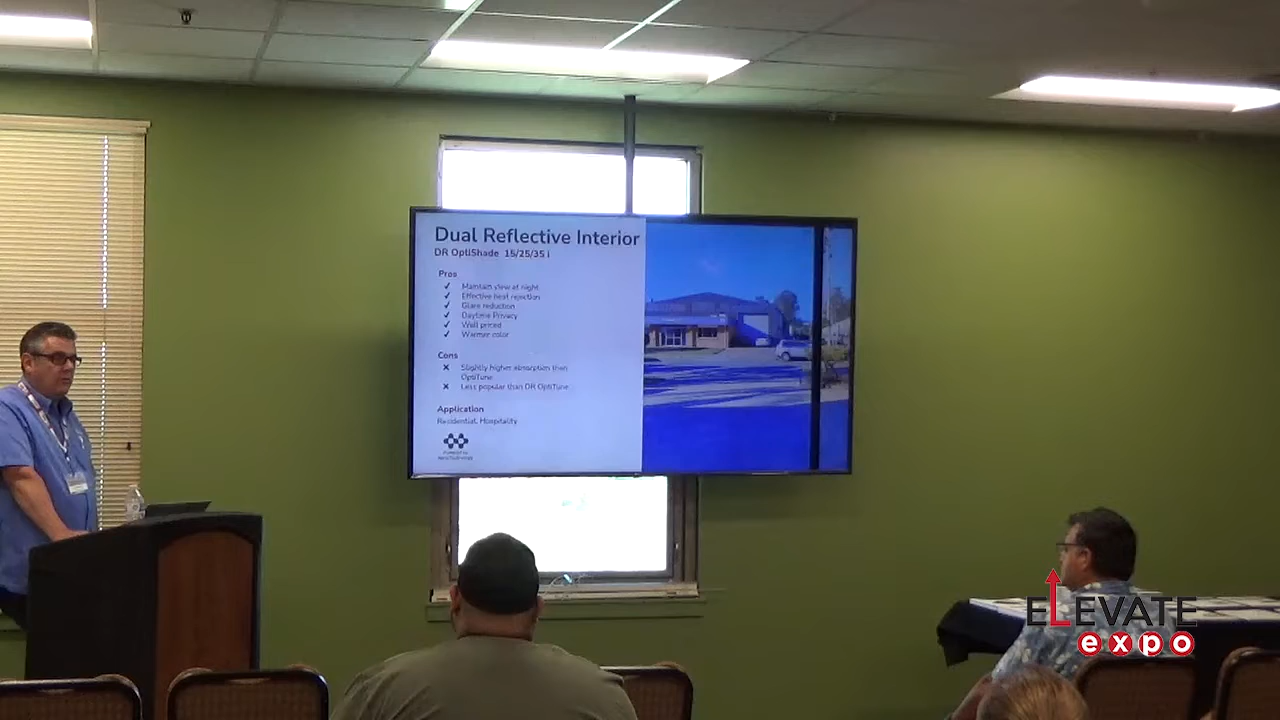 Dual Reflective Interior
DR OptiShade 15/25/35 i
Pros
✓ Maintain view at night
✓ Effective heat rejection
✓ Glare reduction
✓ Daytime Privacy
✓ Well priced
✓ Warmer color
Cons
✕ Slightly higher absorption than
OptiTune
✕ Less popular than DR OptiTune
Application
Residential, Hospitality
ELEVATE
expo